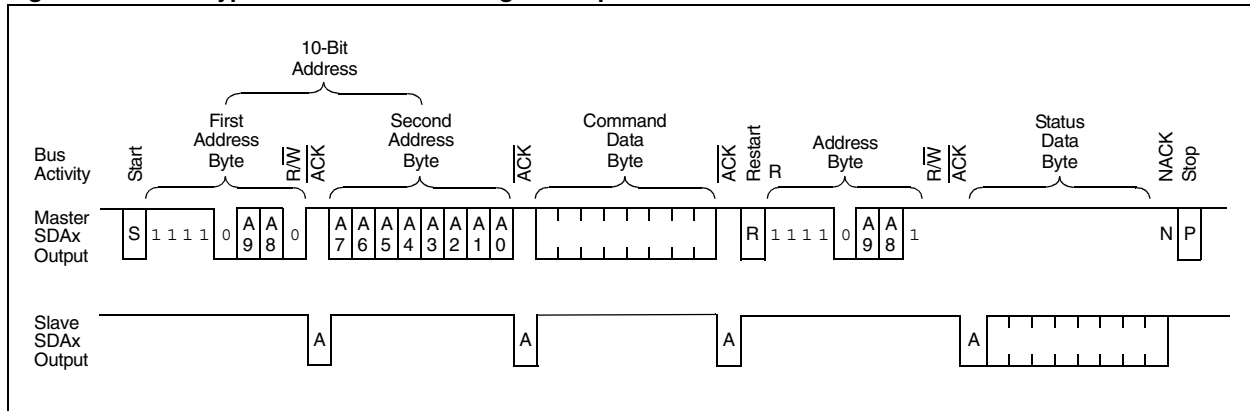 10-Bit
Address
First
Address
Byte
Second
Address
Byte
Command
Data
Byte
Address
Byte
Status
Data
Byte
Bus
Activity
Start
R/W
ACK
ACK
ACK
Restart
R
R/W
ACK
NACK
Stop
Master
SDAx
Output
S 1 1 1 1 0 A9 A8 0 A7 A6 A5 A4 A3 A2 A1 A0 R 1 1 1 1 0 A9 A8 1 N P
Slave
SDAx
Output
A A A A